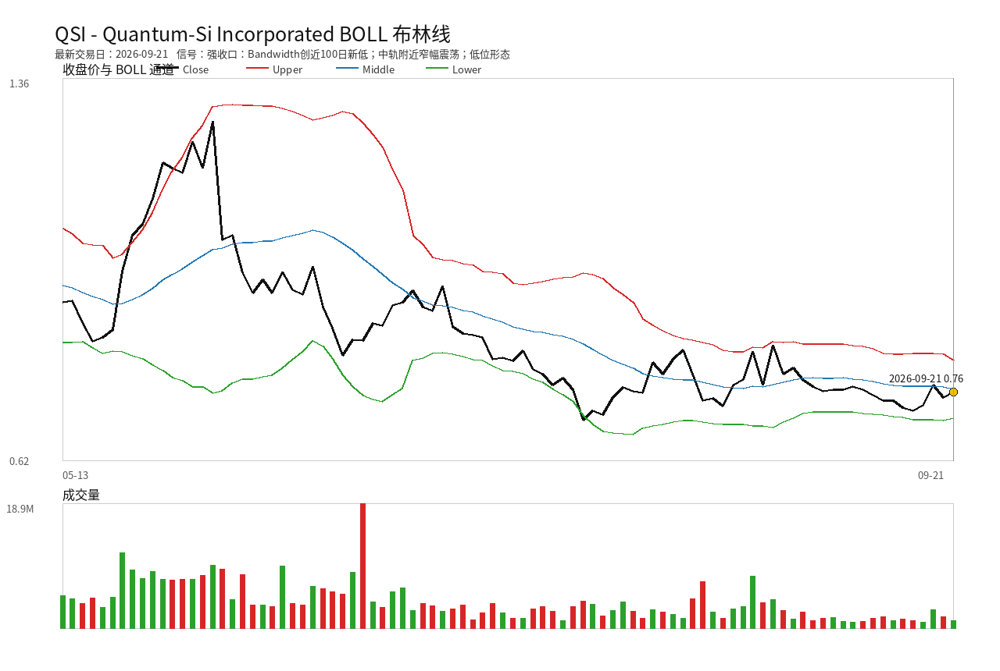 QSI - Quantum-Si Incorporated BOLL 布林线
最新交易日：2026-09-21 信号：强收口：Bandwidth创近100日新低；中轨附近窄幅震荡；低位形态
收盘价与 BOLL 通道 Close Upper Middle Lower
1.36
2026-09-21 0.76
0.62
05-13 09-21
成交量
18.9M